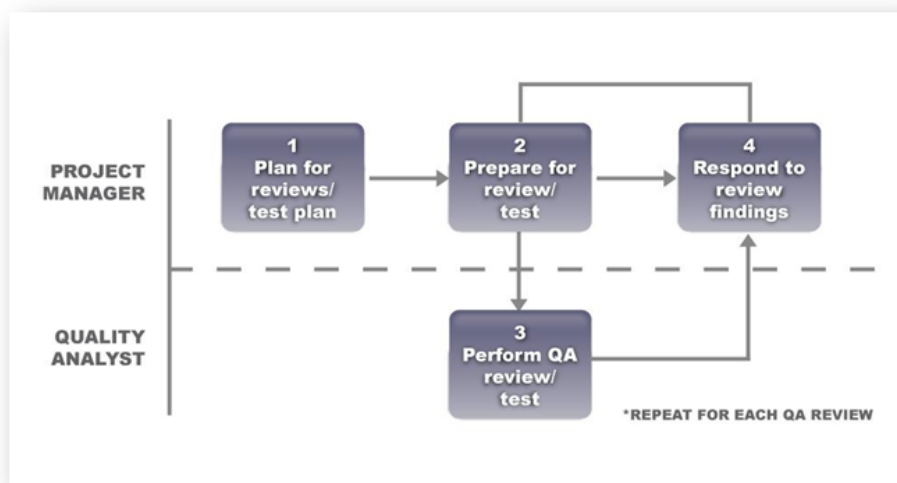 PROJECT
MANAGER
1
Plan for
reviews/
test plan
2
Prepare for
review/
test
4
Respond to
review
findings
QUALITY
ANALYST
3
Perform QA
review/
test
*REPEAT FOR EACH QA REVIEW